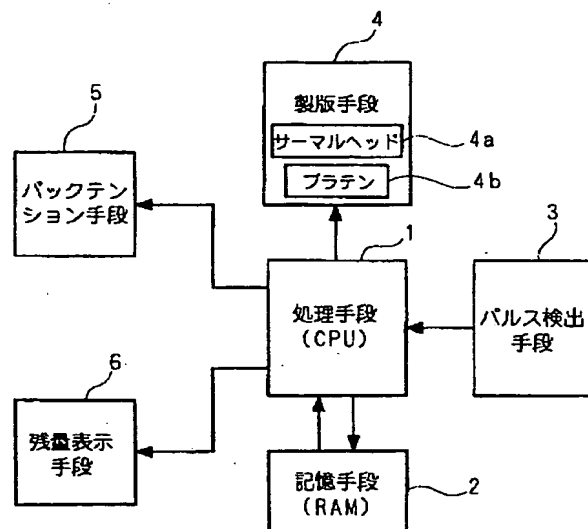 4
製版手段
サーマルヘッド
4a
プラテン
4b
5
バックテン
ション手段
1
処理手段
(CPU)
3
パルス検出
手段
6
残量表示
手段
記憶手段
(RAM)
2